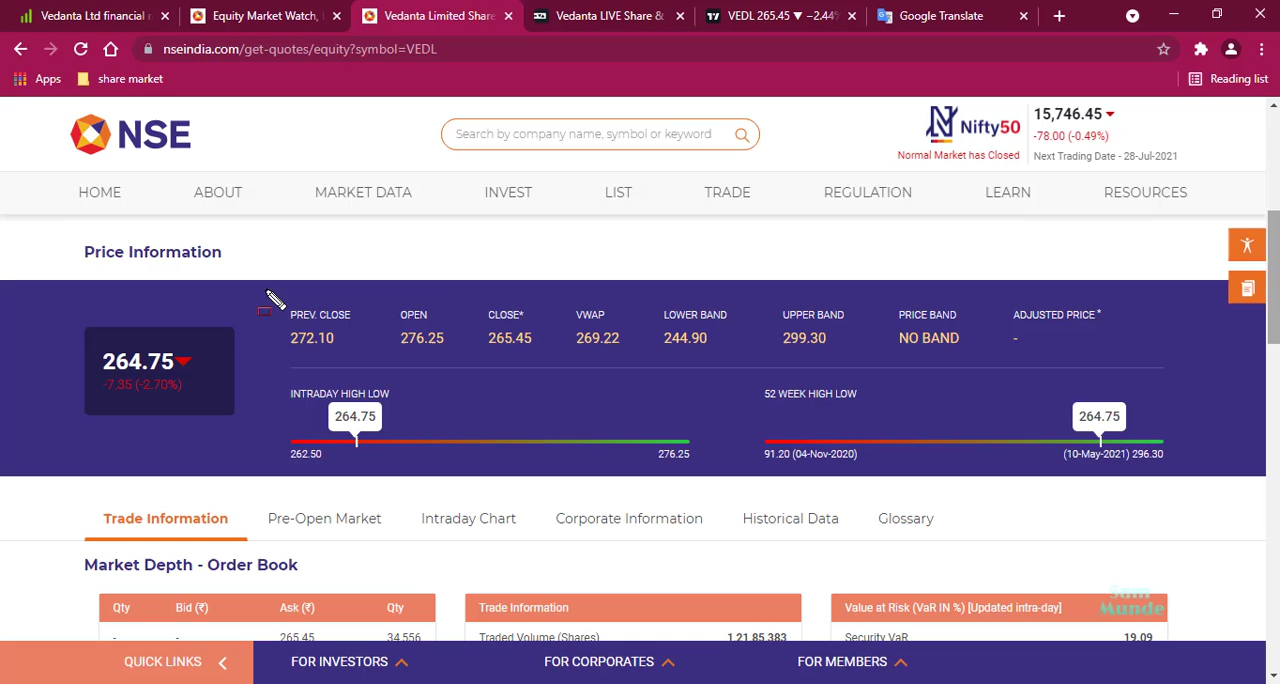 Vedanta Ltd financial r
Equity Market Watch,
Vedanta Limited Share
Vedanta LIVE Share &
VEDL 265.45 ▼ −2.44%
Google Translate
nseindia.com/get-quotes/equity?symbol=VEDL
Apps
share market
Reading list
NSE
Search by company name, symbol or keyword
Nifty50
Normal Market has Closed
15,746.45
-78.00 (-0.49%)
Next Trading Date - 28-Jul-2021
HOME
ABOUT
MARKET DATA
INVEST
LIST
TRADE
REGULATION
LEARN
RESOURCES
Price Information
264.75
-7.35 (-2.70%)
PREV. CLOSE
OPEN
CLOSE*
VWAP
LOWER BAND
UPPER BAND
PRICE BAND
ADJUSTED PRICE*
272.10
276.25
265.45
269.22
244.90
299.30
NO BAND
-
INTRADAY HIGH LOW
264.75
262.50
276.25
52 WEEK HIGH LOW
264.75
91.20 (04-Nov-2020)
(10-May-2021) 296.30
Trade Information
Pre-Open Market
Intraday Chart
Corporate Information
Historical Data
Glossary
Market Depth - Order Book
Qty
Bid (₹)
Ask (₹)
Qty
-
-
265.45
34,556
Trade Information
Traded Volume (Shares)
1,21,85,383
Value at Risk (VaR IN %) [Updated intra-day]
Security VaR
19.09
Sam
Munde
QUICK LINKS
FOR INVESTORS
FOR CORPORATES
FOR MEMBERS